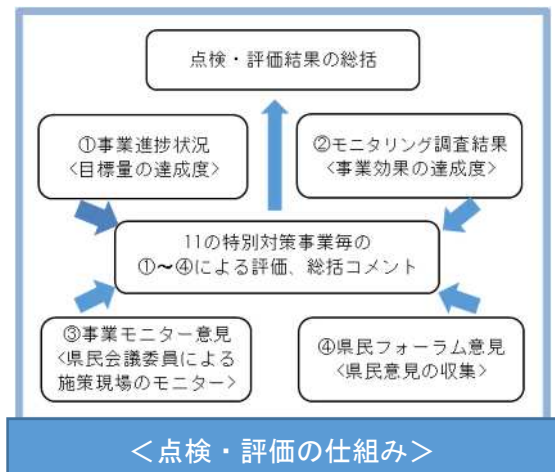 点検・評価結果の総括
①事業進捗状況
<目標量の達成度>
②モニタリング調査結果
<事業効果の達成度>
11の特別対策事業毎の
①～④による評価、総括コメント
③事業モニター意見
<県民会議委員による
施策現場のモニター>
④県民フォーラム意見
<県民意見の収集>
＜点検・評価の仕組み＞